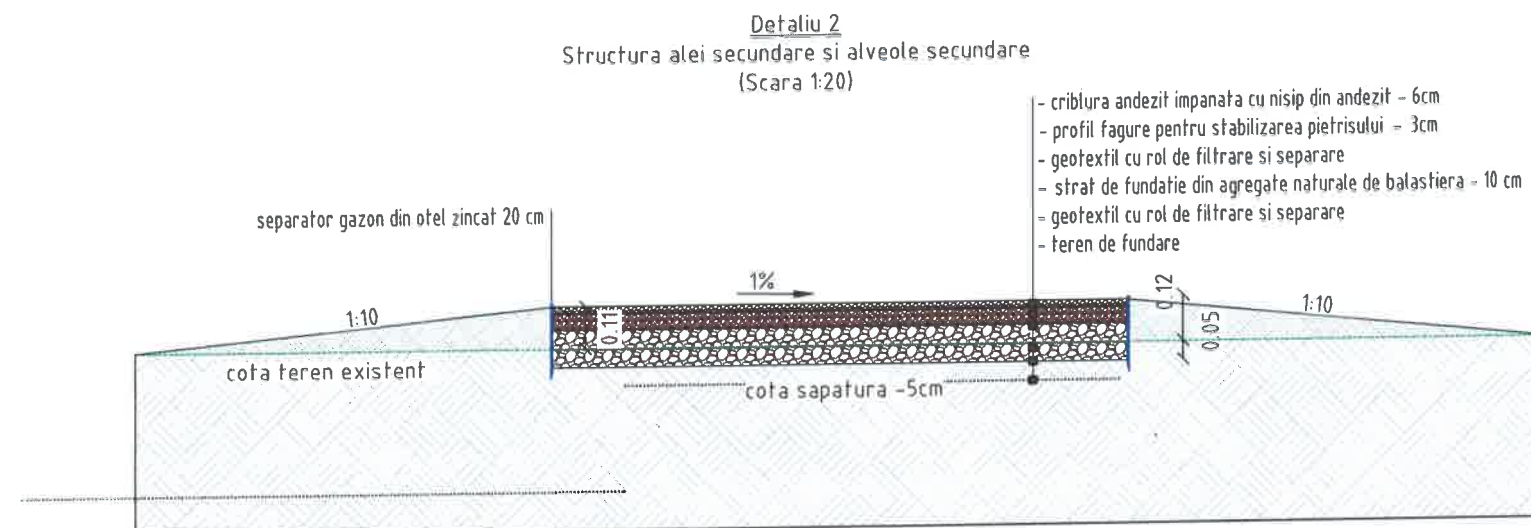 Detaliu 2
Structura alei secundare si alveole secundare
(Scara 1:20)
- criblura andezit impanata cu nisip din andezit - 6cm
- profil fagure pentru stabilizarea pietrisului - 3cm
- geotextil cu rol de filtrare si separare
- strat de fundatie din agregate naturale de balastiera - 10 cm
- geotextil cu rol de filtrare si separare
- teren de fundare
separator gazon din otel zincat 20 cm
1%
1:10
0.11
0.12
0.05
1:10
cota teren existent
cota sapatura -5cm